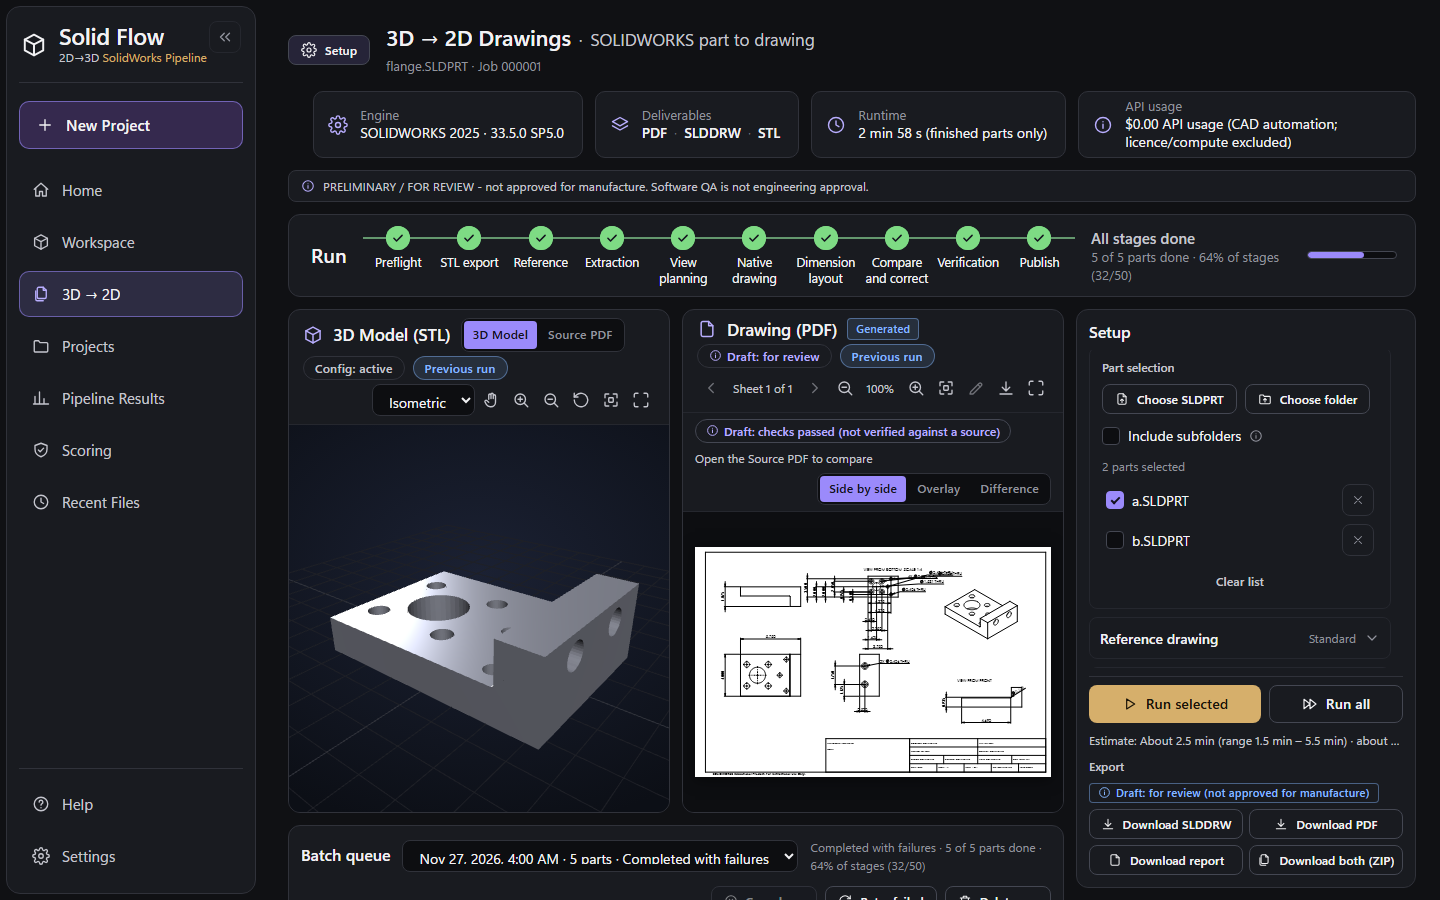 Solid Flow
2D→3D SolidWorks Pipeline
New Project
Home
Workspace
3D → 2D
Projects
Pipeline Results
Scoring
Recent Files
Help
Settings
Setup
3D → 2D Drawings · SOLIDWORKS part to drawing
flange.SLDPRT · Job 000001
Engine
SOLIDWORKS 2025 · 33.5.0 SP5.0
Deliverables
PDF · SLDDRW · STL
Runtime
2 min 58 s (finished parts only)
API usage
$0.00 API usage (CAD automation;
licence/compute excluded)
PRELIMINARY / FOR REVIEW - not approved for manufacture. Software QA is not engineering approval.
Run
Preflight
STL export
Reference
Extraction
View
planning
Native
drawing
Dimension
layout
Compare
and correct
Verification
Publish
All stages done
5 of 5 parts done · 64% of stages
(32/50)
3D Model (STL)
3D Model
Source PDF
Config: active
Previous run
Isometric
Drawing (PDF)
Generated
Draft: for review
Previous run
Sheet 1 of 1
100%
Draft: checks passed (not verified against a source)
Open the Source PDF to compare
Side by side
Overlay
Difference
VIEW FROM BOTTOM
VIEW FROM FRONT
Setup
Part selection
Choose SLDPRT
Choose folder
Include subfolders
2 parts selected
a.SLDPRT
b.SLDPRT
Clear list
Reference drawing
Standard
Run selected
Run all
Estimate: About 2.5 min (range 1.5 min – 5.5 min) · about ...
Export
Draft: for review (not approved for manufacture)
Download SLDDRW
Download PDF
Download report
Download both (ZIP)
Batch queue
Nov 27, 2026, 4:00 AM · 5 parts · Completed with failures
Completed with failures · 5 of 5 parts done ·
64% of stages (32/50)